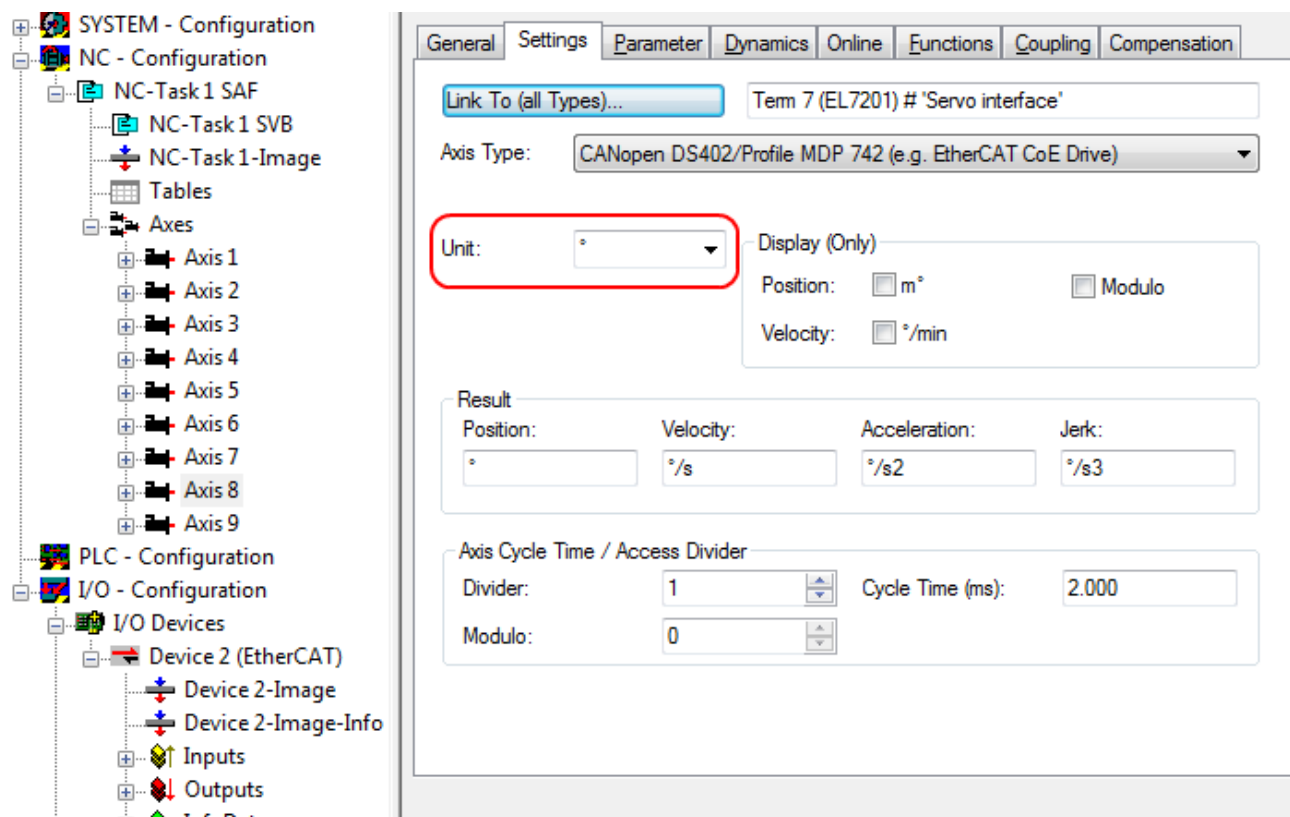 SYSTEM - Configuration
NC - Configuration
NC-Task 1 SAF
NC-Task 1 SVB
NC-Task 1-Image
Tables
Axes
Axis 1
Axis 2
Axis 3
Axis 4
Axis 5
Axis 6
Axis 7
Axis 8
Axis 9
PLC - Configuration
I/O - Configuration
I/O Devices
Device 2 (EtherCAT)
Device 2-Image
Device 2-Image-Info
Inputs
Outputs
General Settings Parameter Dynamics Online Functions Coupling Compensation
Link To (all Types)... Term 7 (EL7201) # "Servo interface"
Axis Type: CANopen DS402/Profile MDP 742 (e.g. EtherCAT CoE Drive)
Unit: °
Display (Only)
Position: m° Modulo
Velocity: °/min
Result
Position: Velocity: Acceleration: Jerk:
° °/s °/s2 °/s3
Axis Cycle Time / Access Divider
Divider: 1 Cycle Time (ms): 2.000
Modulo: 0